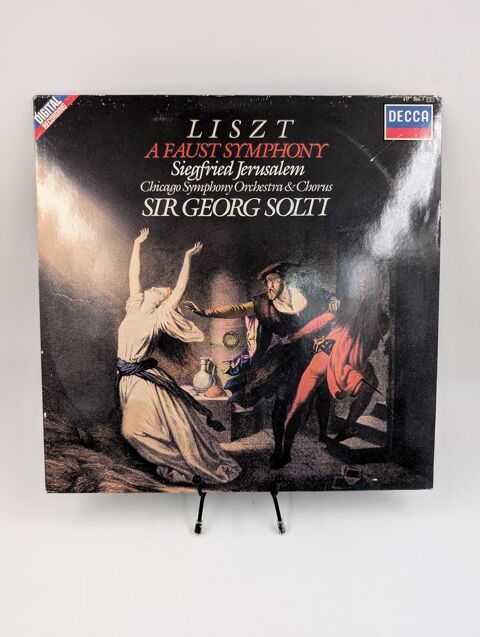 DIGITAL
RECORDING
DECCA
LISZT
A FAUST SYMPHONY
Siegfried Jerusalem
Chicago Symphony Orchestra & Chorus
SIR GEORG SOLTI